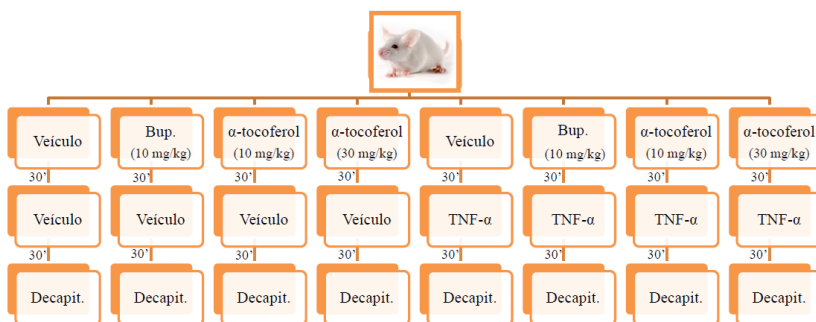 Veículo
Bup.
(10 mg/kg)
α-tocoferol
(10 mg/kg)
α-tocoferol
(30 mg/kg)
Veículo
Bup.
(10 mg/kg)
α-tocoferol
(10 mg/kg)
α-tocoferol
(30 mg/kg)
30' 30' 30' 30' 30' 30' 30' 30'
Veículo Veículo Veículo Veículo TNF-α TNF-α TNF-α TNF-α
30' 30' 30' 30' 30' 30' 30' 30'
Decapit. Decapit. Decapit. Decapit. Decapit. Decapit. Decapit. Decapit.